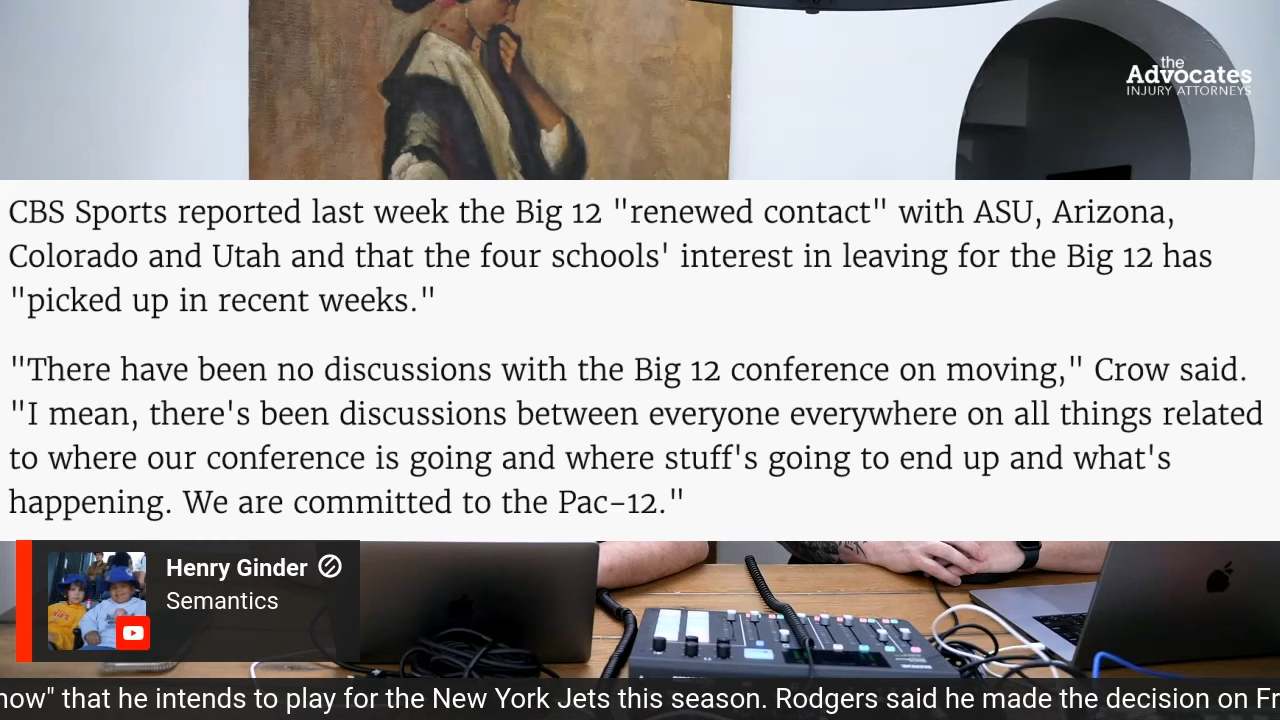 the
Advocates
INJURY ATTORNEYS
CBS Sports reported last week the Big 12 "renewed contact" with ASU, Arizona,
Colorado and Utah and that the four schools' interest in leaving for the Big 12 has
"picked up in recent weeks."
"There have been no discussions with the Big 12 conference on moving," Crow said.
"I mean, there's been discussions between everyone everywhere on all things related
to where our conference is going and where stuff's going to end up and what's
happening. We are committed to the Pac-12."
Henry Ginder
Semantics
now" that he intends to play for the New York Jets this season. Rodgers said he made the decision on Fr